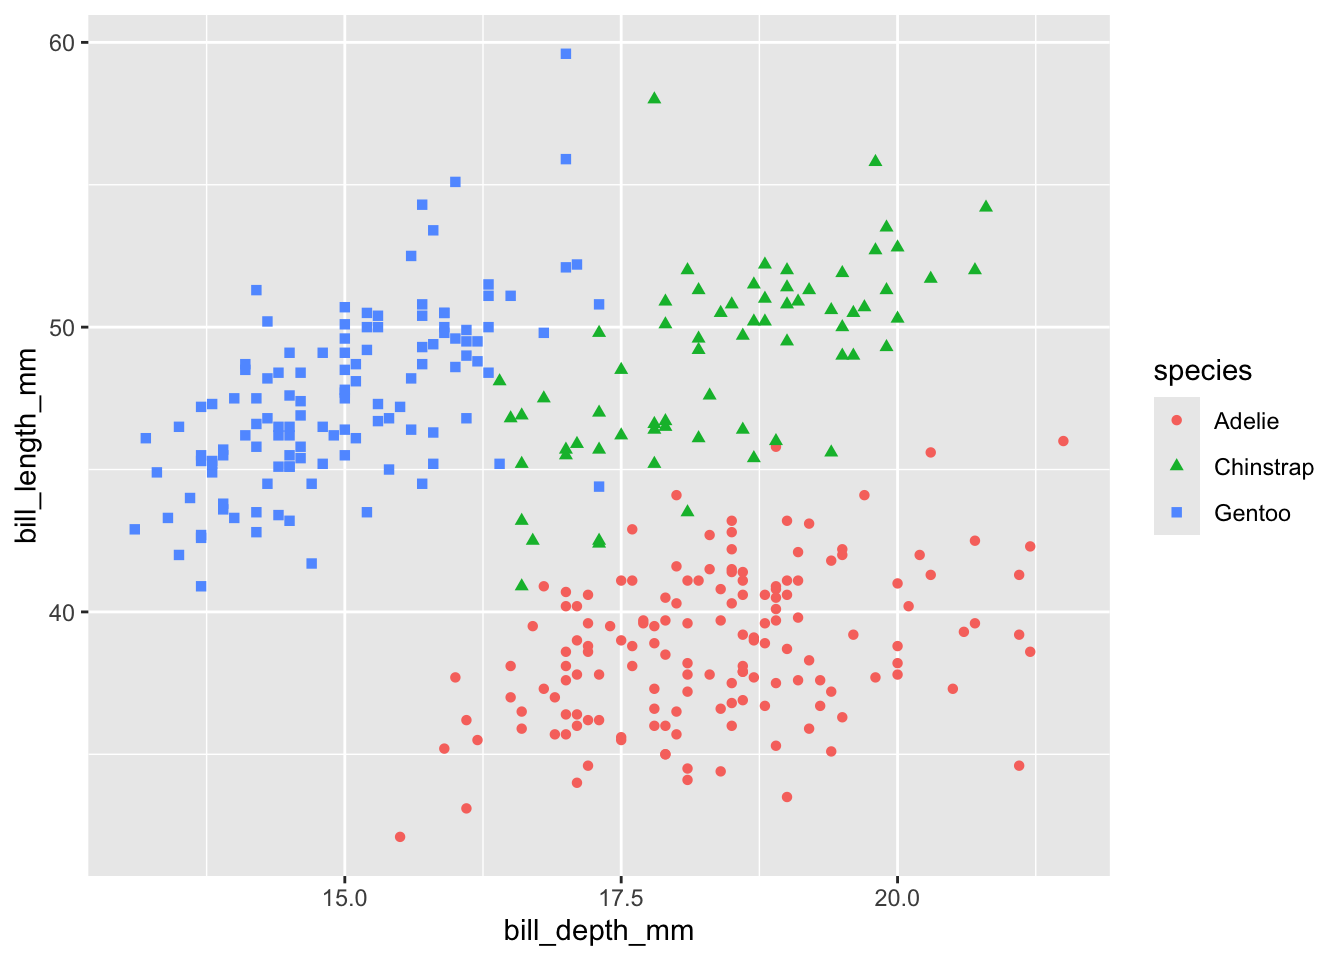 60
50
40
bill_length_mm
15.0
17.5
20.0
bill_depth_mm
species
Adelie
Chinstrap
Gentoo